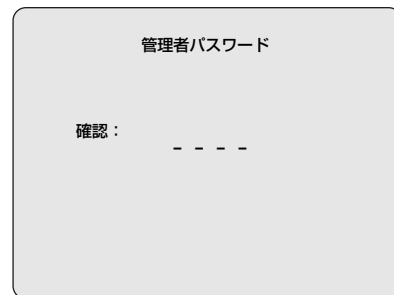 管理者パスワード
確認：
– – – –